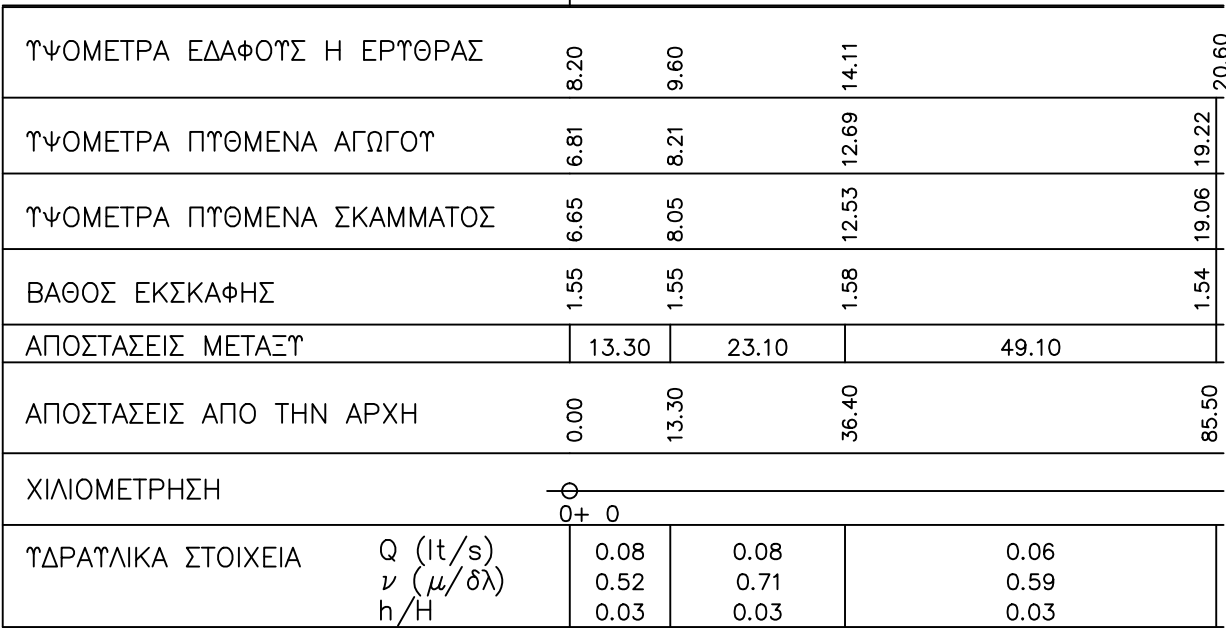 ΥΨΟΜΕΤΡΑ ΕΔΑΦΟΥΣ Η ΕΡΥΘΡΑΣ 8.20 9.60 14.11 20.60
ΥΨΟΜΕΤΡΑ ΠΥΘΜΕΝΑ ΑΓΩΓΟΥ 6.81 8.21 12.69 19.22
ΥΨΟΜΕΤΡΑ ΠΥΘΜΕΝΑ ΣΚΑΜΜΑΤΟΣ 6.65 8.05 12.53 19.06
ΒΑΘΟΣ ΕΚΣΚΑΦΗΣ 1.55 1.55 1.58 1.54
ΑΠΟΣΤΑΣΕΙΣ ΜΕΤΑΞΥ 13.30 23.10 49.10
ΑΠΟΣΤΑΣΕΙΣ ΑΠΟ ΤΗΝ ΑΡΧΗ 0.00 13.30 36.40 85.50
ΧΙΛΙΟΜΕΤΡΗΣΗ
0+ 0
ΥΔΡΑΥΛΙΚΑ ΣΤΟΙΧΕΙΑ Q (lt/s) 0.08 0.08 0.06
ν (μ/δλ) 0.52 0.71 0.59
h/H 0.03 0.03 0.03